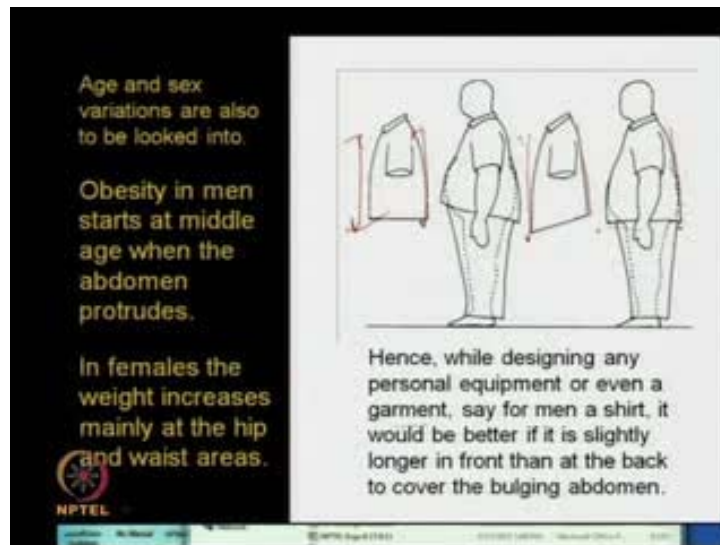 Age and sex
variations are also
to be looked into.
Obesity in men
starts at middle
age when the
abdomen
protrudes.
In females the
weight increases
mainly at the hip
and waist areas.
Hence, while designing any
personal equipment or even a
garment, say for men a shirt, it
would be better if it is slightly
longer in front than at the back
to cover the bulging abdomen.
NPTEL